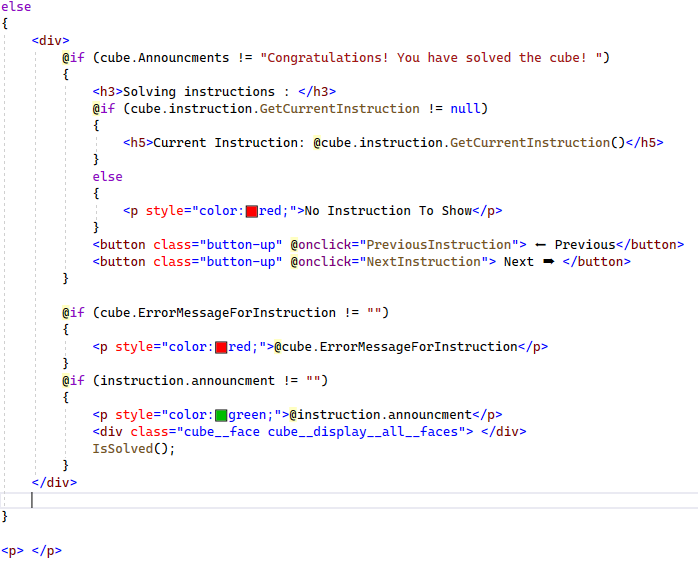 else
{
    <div>
        @if (cube.Announcments != "Congratulations! You have solved the cube! ")
        {
            <h3>Solving instructions : </h3>
            @if (cube.instruction.GetCurrentInstruction != null)
            {
                <h5>Current Instruction: @cube.instruction.GetCurrentInstruction()</h5>
            }
            else
            {
                <p style="color:red;">No Instruction To Show</p>
            }
            <button class="button-up" @onclick="PreviousInstruction"> ⬅ Previous</button>
            <button class="button-up" @onclick="NextInstruction"> Next ➡ </button>
        }

        @if (cube.ErrorMessageForInstruction != "")
        {
            <p style="color:red;">@cube.ErrorMessageForInstruction</p>
        }
        @if (instruction.announcment != "")
        {
            <p style="color:green;">@instruction.announcment</p>
            <div class="cube__face cube__display__all__faces"> </div>
            IsSolved();
        }
    </div>

}

<p> </p>